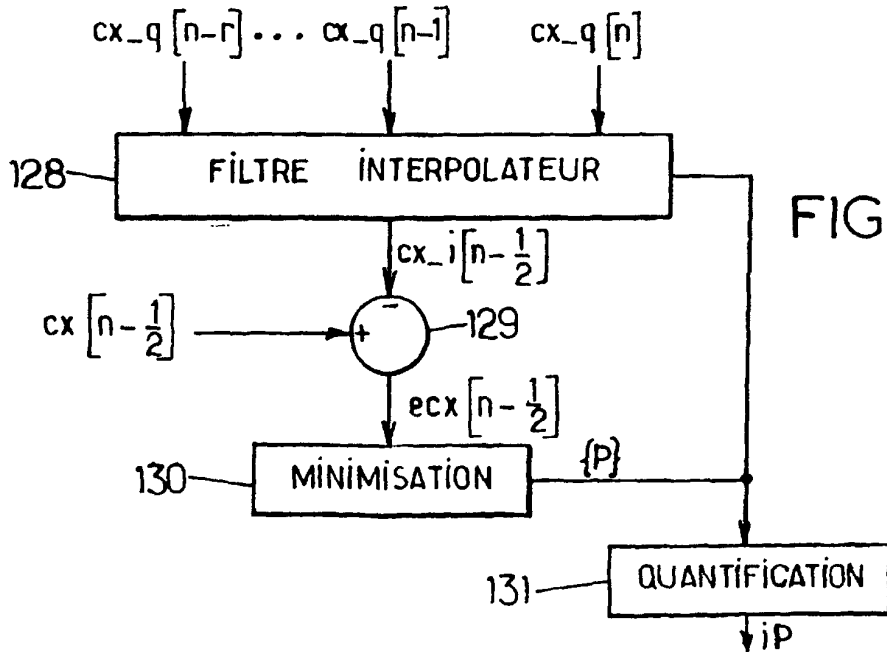 cx_q[n-r] ... cx_q[n-1] cx_q[n]
128
FILTRE INTERPOLATEUR
FIG
cx_i[n-1/2]
-
cx[n-1/2]
+
129
ecx[n-1/2]
130
MINIMISATION
{P}
131
QUANTIFICATION
iP